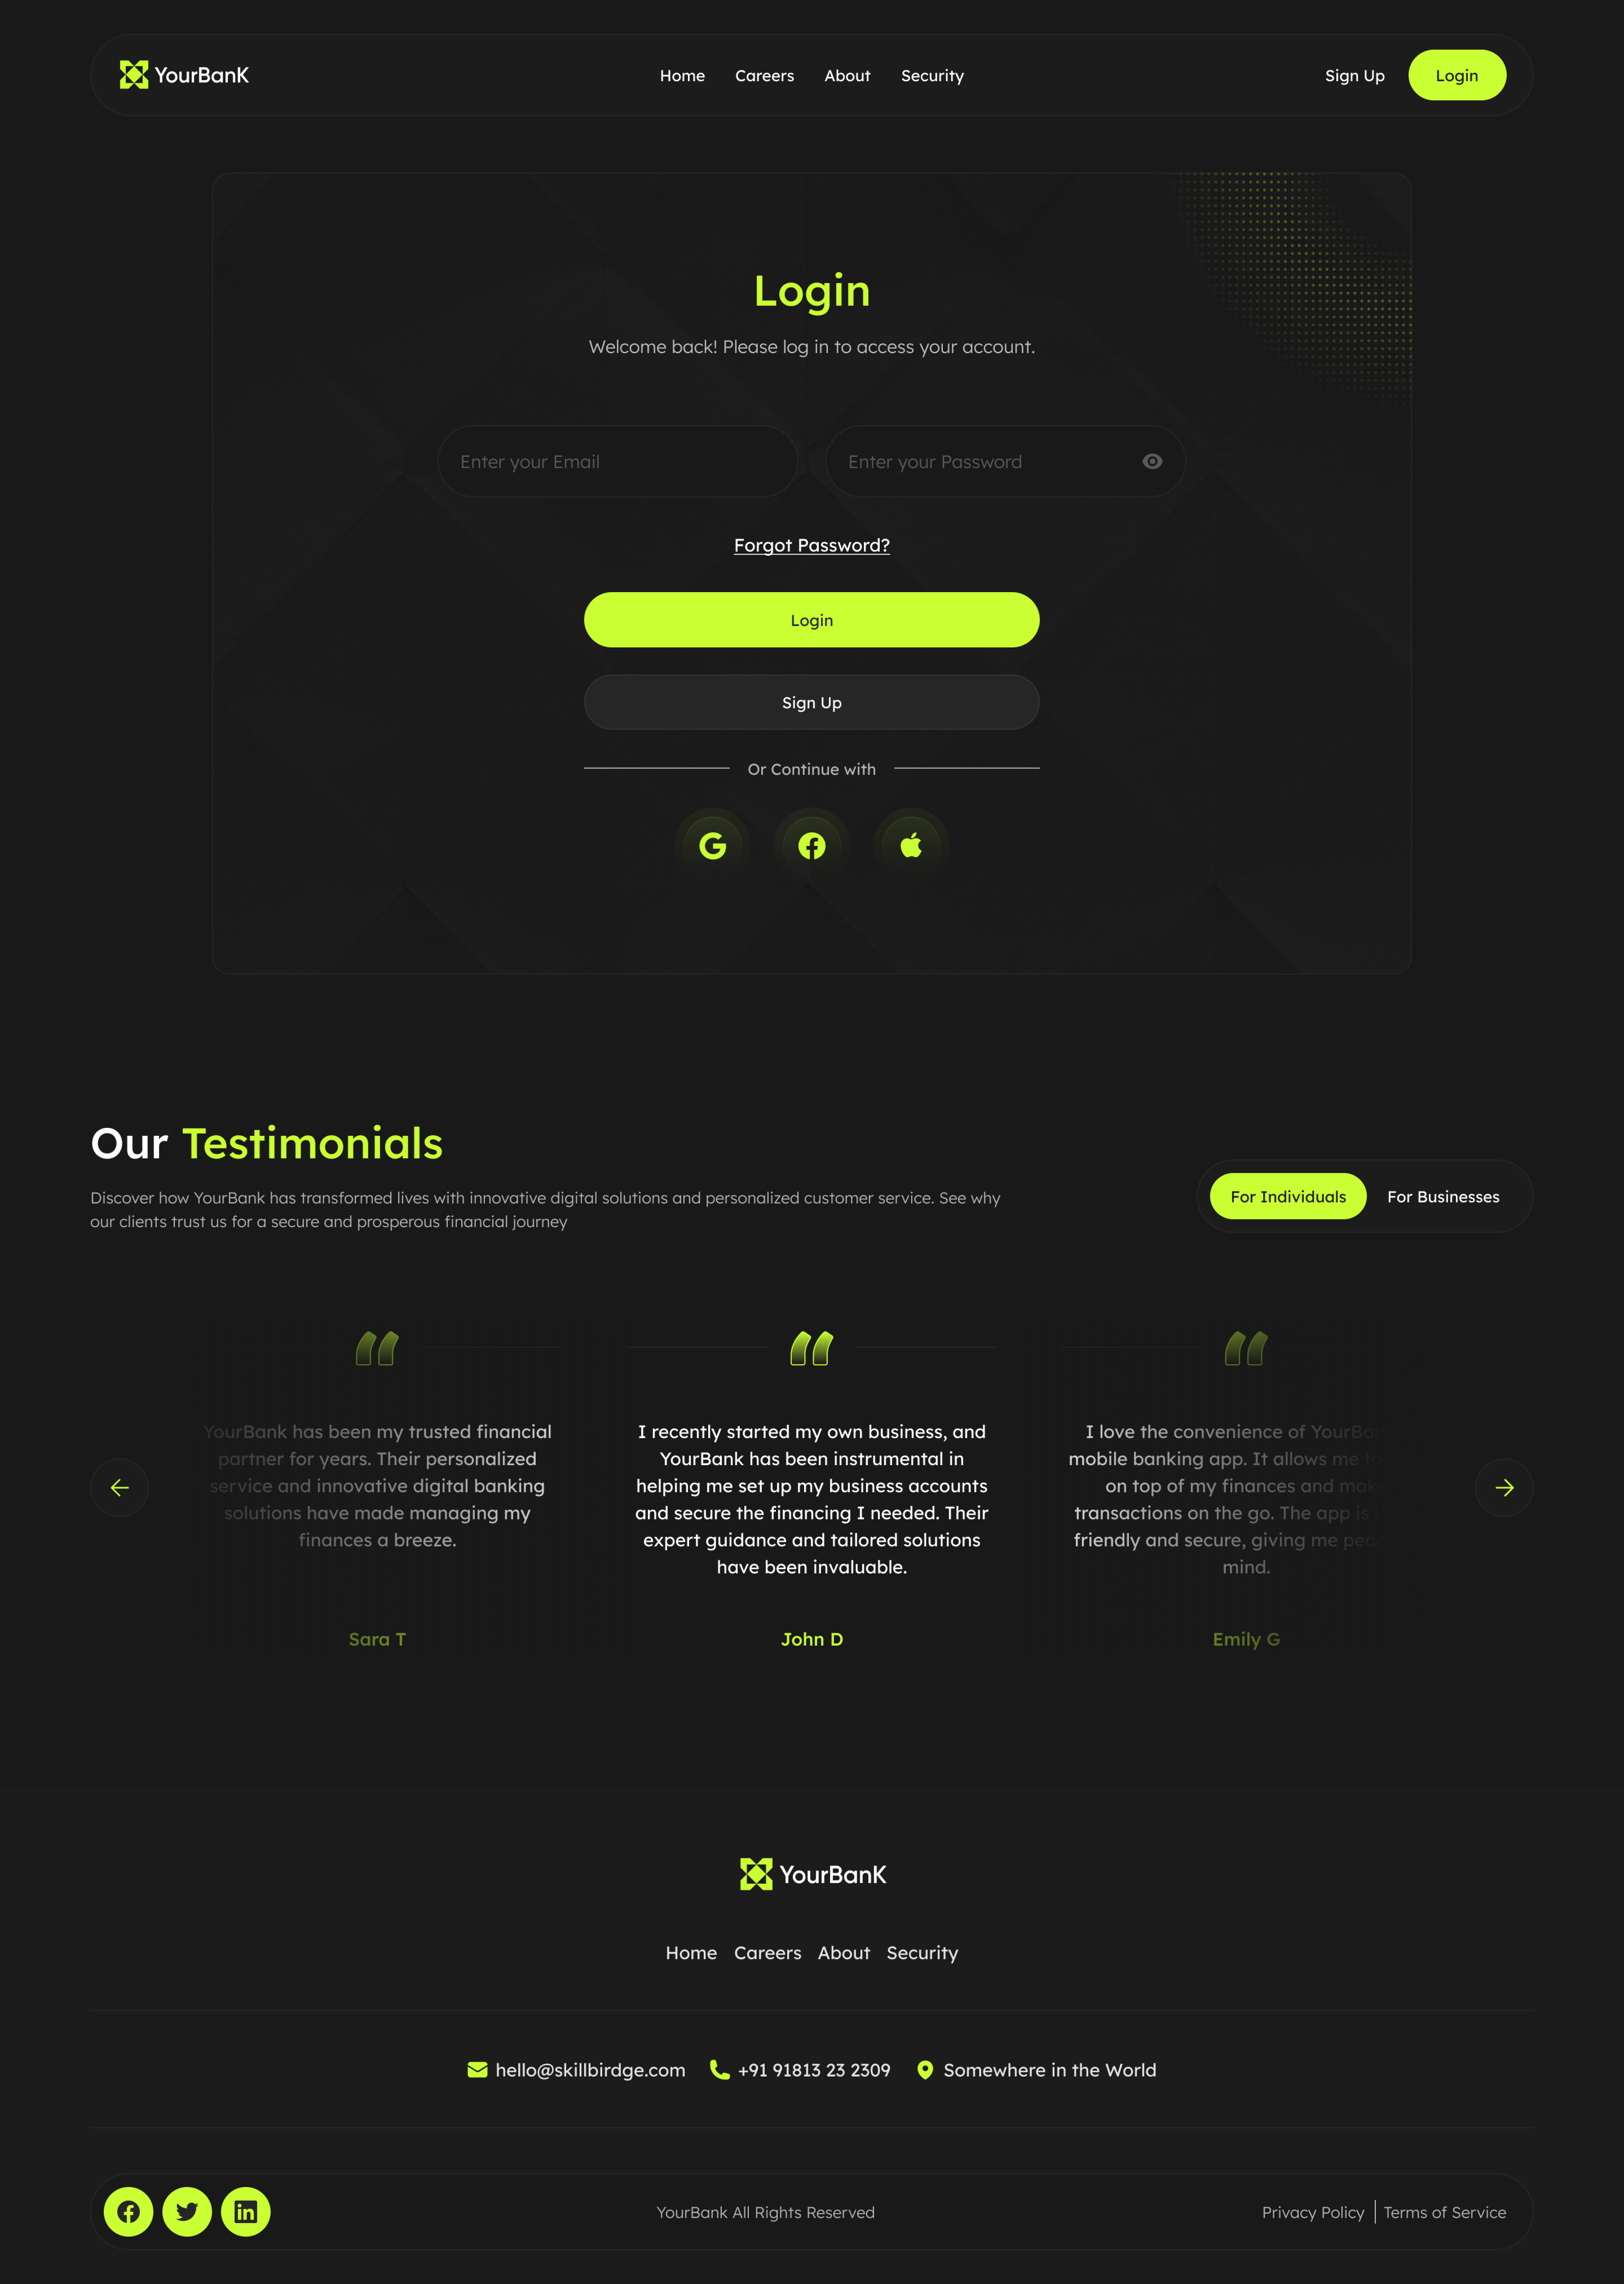 YourBanK
Home Careers About Security
Sign Up Login
Login
Welcome back! Please log in to access your account.
Enter your Email
Enter your Password
Forgot Password?
Login
Sign Up
Or Continue with
Our Testimonials
Discover how YourBank has transformed lives with innovative digital solutions and personalized customer service. See why
our clients trust us for a secure and prosperous financial journey
For Individuals For Businesses
YourBank has been my trusted financial
partner for years. Their personalized
service and innovative digital banking
solutions have made managing my
finances a breeze.
Sara T
I recently started my own business, and
YourBank has been instrumental in
helping me set up my business accounts
and secure the financing I needed. Their
expert guidance and tailored solutions
have been invaluable.
John D
I love the convenience of
mobile banking app. It allows me
on top of my finances and
transactions on the go. The app is
friendly and secure, giving me
mind.
Emily G
YourBanK
Home Careers About Security
hello@skillbirdge.com +91 91813 23 2309 Somewhere in the World
YourBank All Rights Reserved
Privacy Policy | Terms of Service